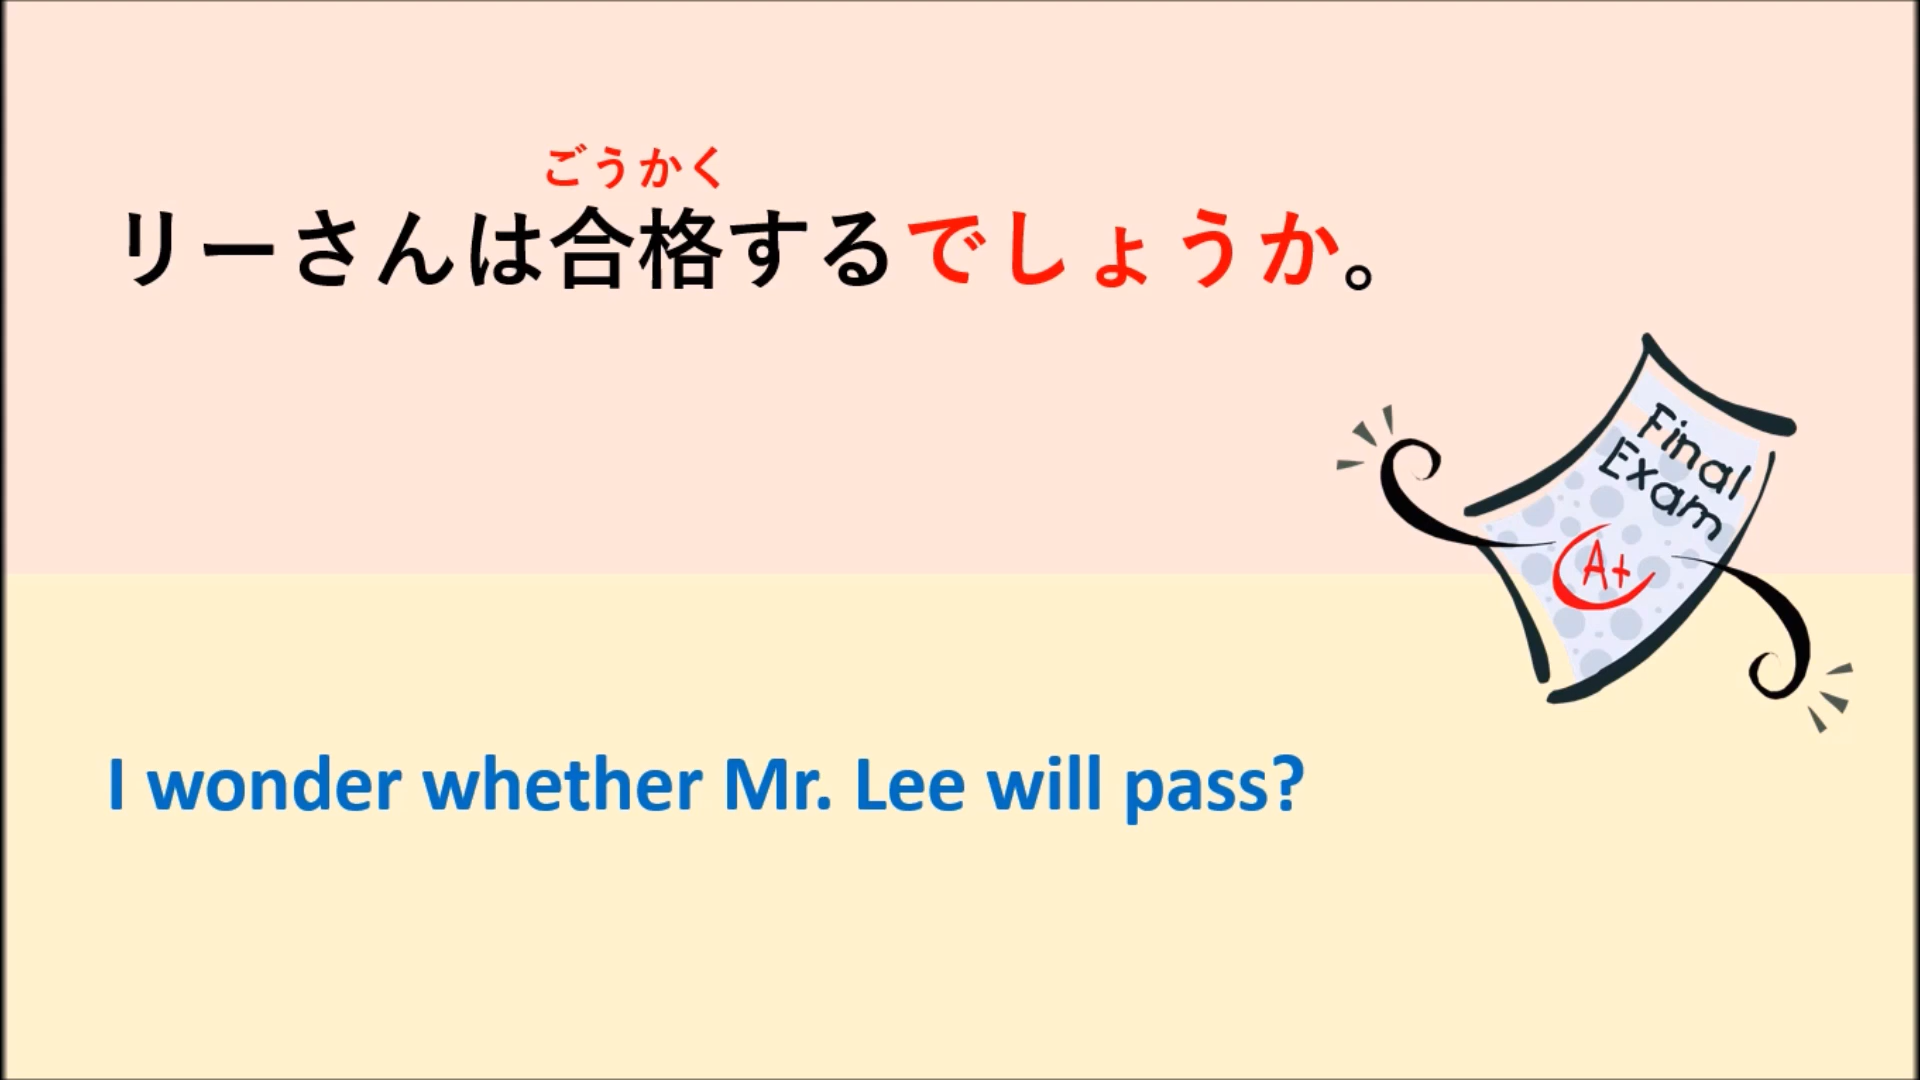 ごうかく
リーさんは合格するでしょうか。
Final
Exam
A+
I wonder whether Mr. Lee will pass?